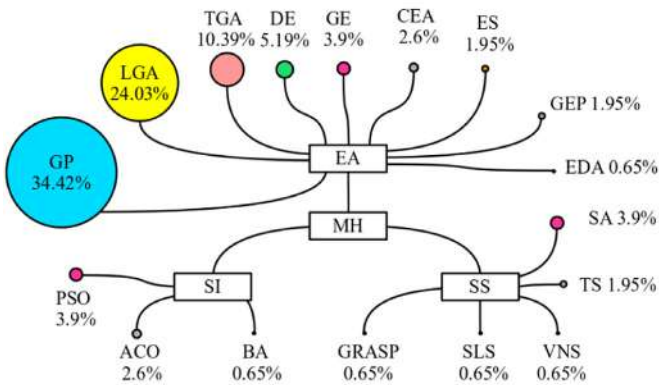 TGA
10.39%
DE
5.19%
GE
3.9%
CEA
2.6%
ES
1.95%
LGA
24.03%
GEP 1.95%
GP
34.42%
EA
EDA 0.65%
MH
SA 3.9%
PSO
3.9%
SI
SS
TS 1.95%
ACO
2.6%
BA
0.65%
GRASP
0.65%
SLS
0.65%
VNS
0.65%